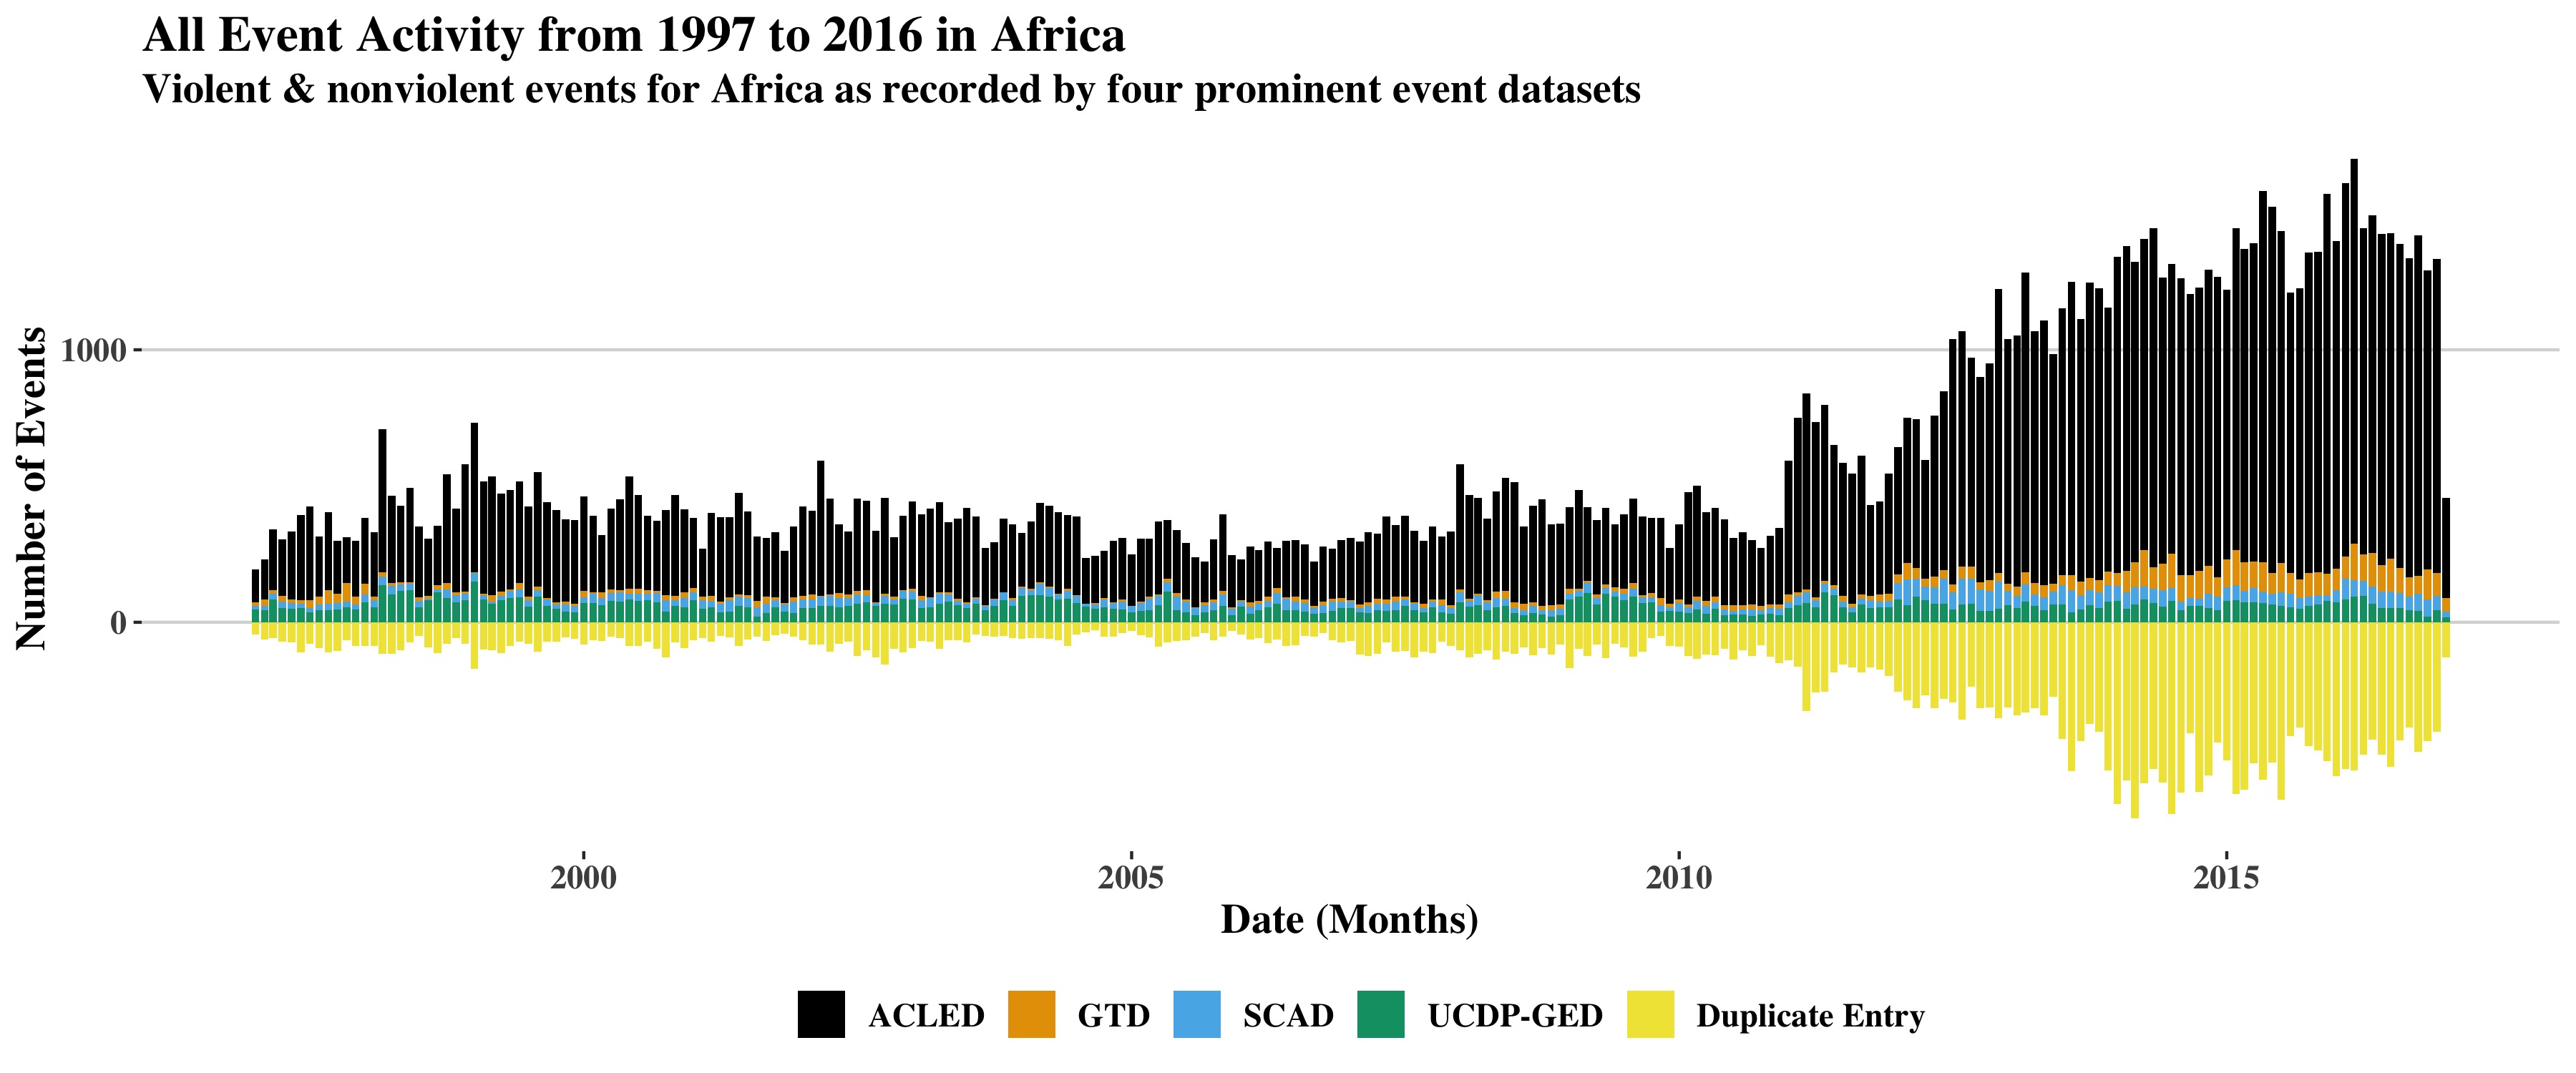 All Event Activity from 1997 to 2016 in Africa
Violent & nonviolent events for Africa as recorded by four prominent event datasets
Number of Events
1000
0
2000 2005 2010 2015
Date (Months)
ACLED GTD SCAD UCDP-GED Duplicate Entry